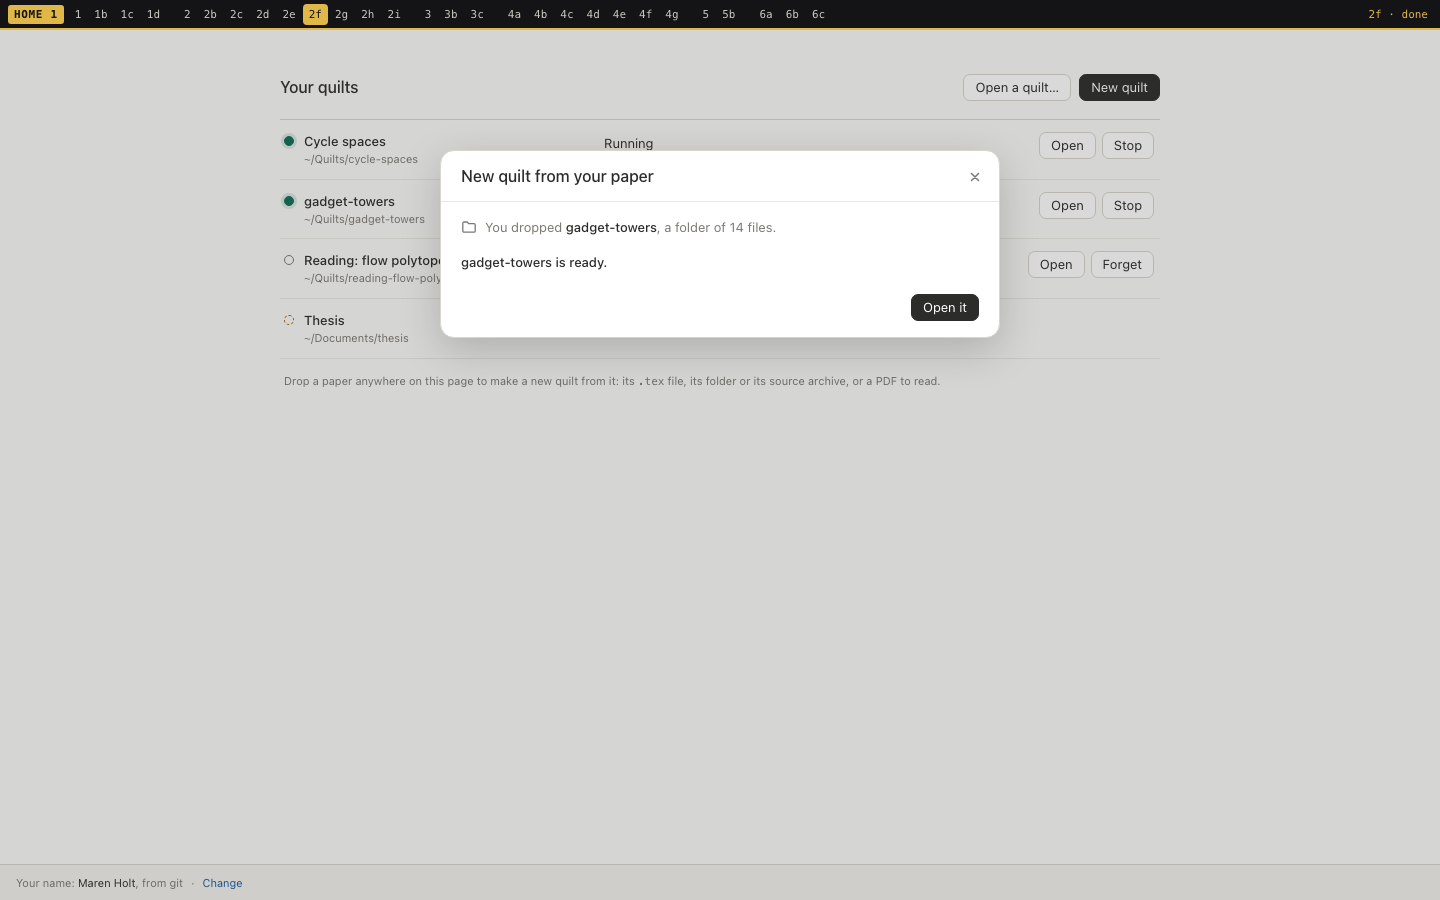 HOME 1 1 1b 1c 1d 2 2b 2c 2d 2e 2f 2g 2h 2i 3 3b 3c 4a 4b 4c 4d 4e 4f 4g 5 5b 6a 6b 6c 2f · done
Your quilts Open a quilt... New quilt
Cycle spaces Running Open Stop
~/Quilts/cycle-spaces
New quilt from your paper ×
gadget-towers Open Stop
~/Quilts/gadget-towers
You dropped gadget-towers, a folder of 14 files.
Reading: flow polytop Open Forget
~/Quilts/reading-flow-poly
gadget-towers is ready.
Open it
Thesis
~/Documents/thesis
Drop a paper anywhere on this page to make a new quilt from it: its .tex file, its folder or its source archive, or a PDF to read.
Your name: Maren Holt, from git · Change